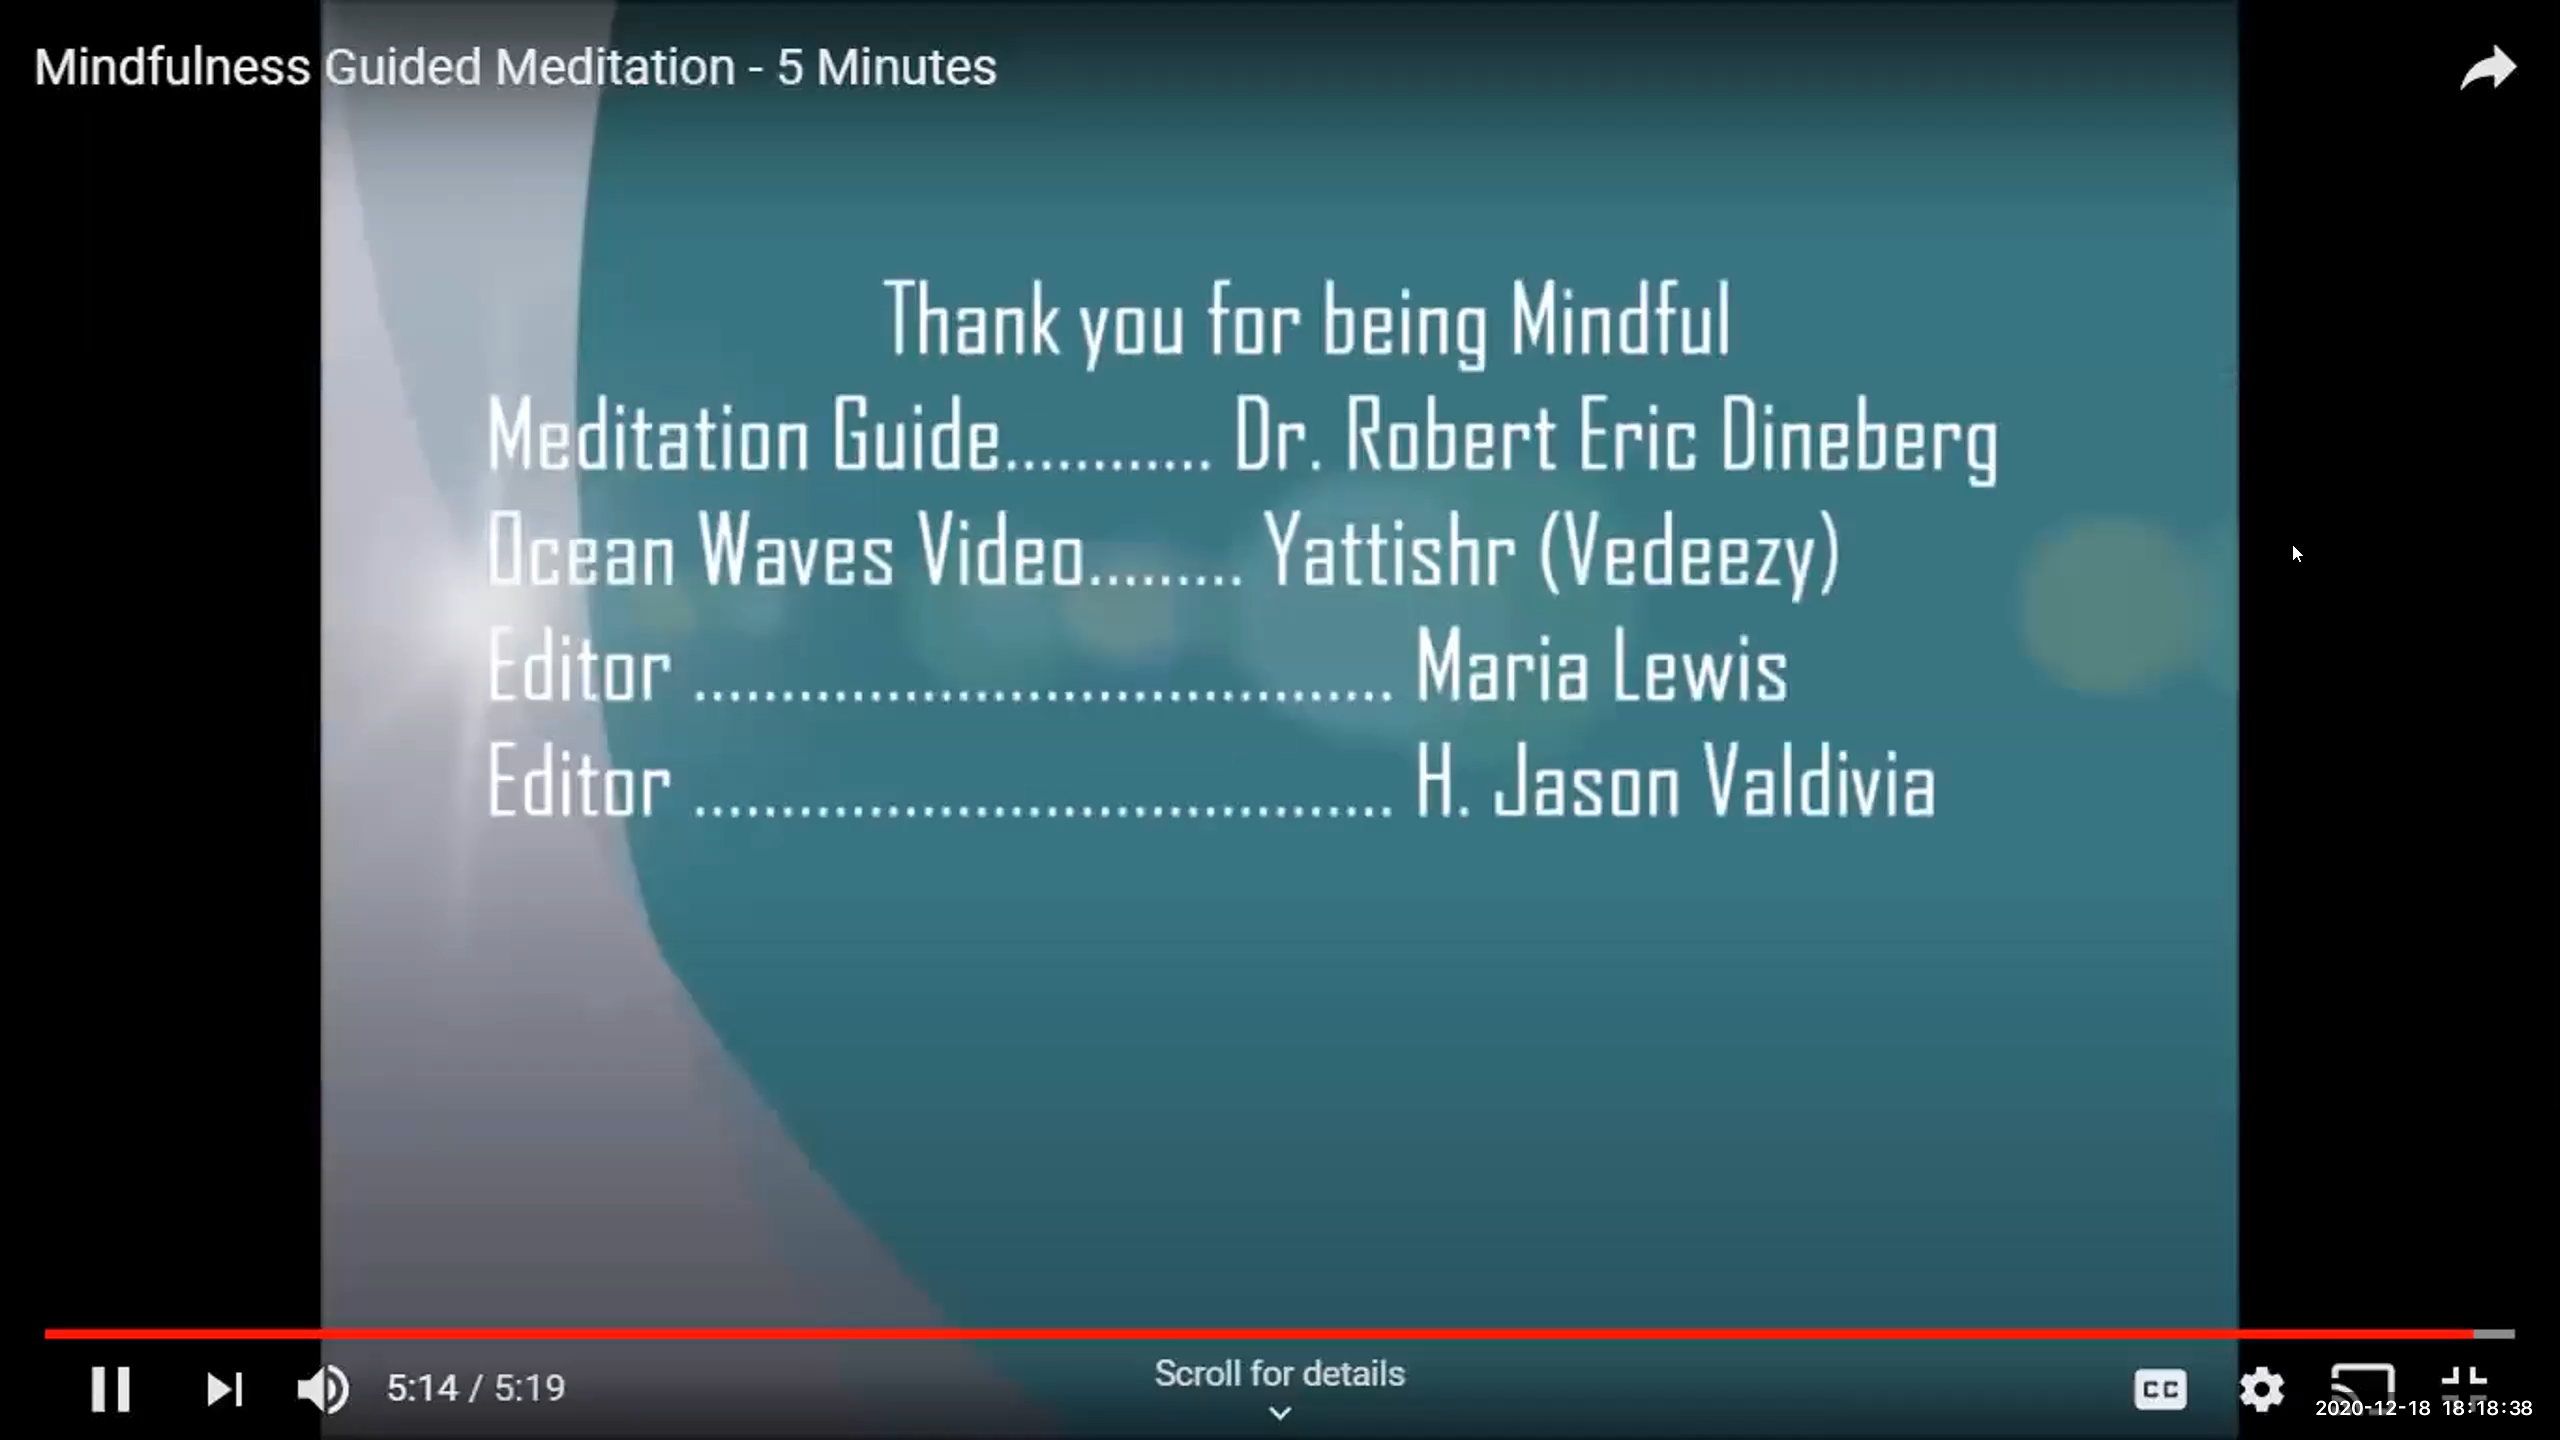 Mindfulness Guided Meditation - 5 Minutes
Thank you for being Mindful
Meditation Guide............ Dr. Robert Eric Dineberg
Ocean Waves Video......... Yattishr (Vedeezy)
Editor ........................................ Maria Lewis
Editor ........................................ H. Jason Valdivia
5:14 / 5:19
Scroll for details
CC
2020-12-18 18:18:38